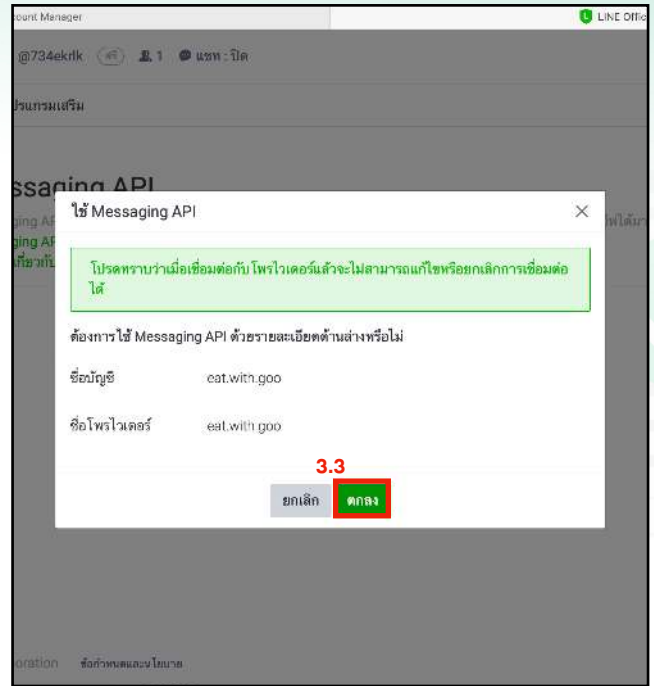 ount Manager
LINE Offic
@734ekrlk ฟรี 1 แชท : ปิด
ปรแกรมเสริม
ssaging API
ใช้ Messaging API
ging AP
ging AP
โปรดทราบว่าเมื่อเชื่อมต่อกับโพรไวเดอร์แล้วจะไม่สามารถแก้ไขหรือยกเลิกการเชื่อมต่อ
ได้
ต้องการใช้ Messaging API ด้วยรายละเอียดด้านล่างหรือไม่
ชื่อบัญชี eat.with.goo
ชื่อโพรไวเดอร์ eat.with.goo
3.3
ยกเลิก ตกลง
oration ข้อกำหนดและนโยบาย